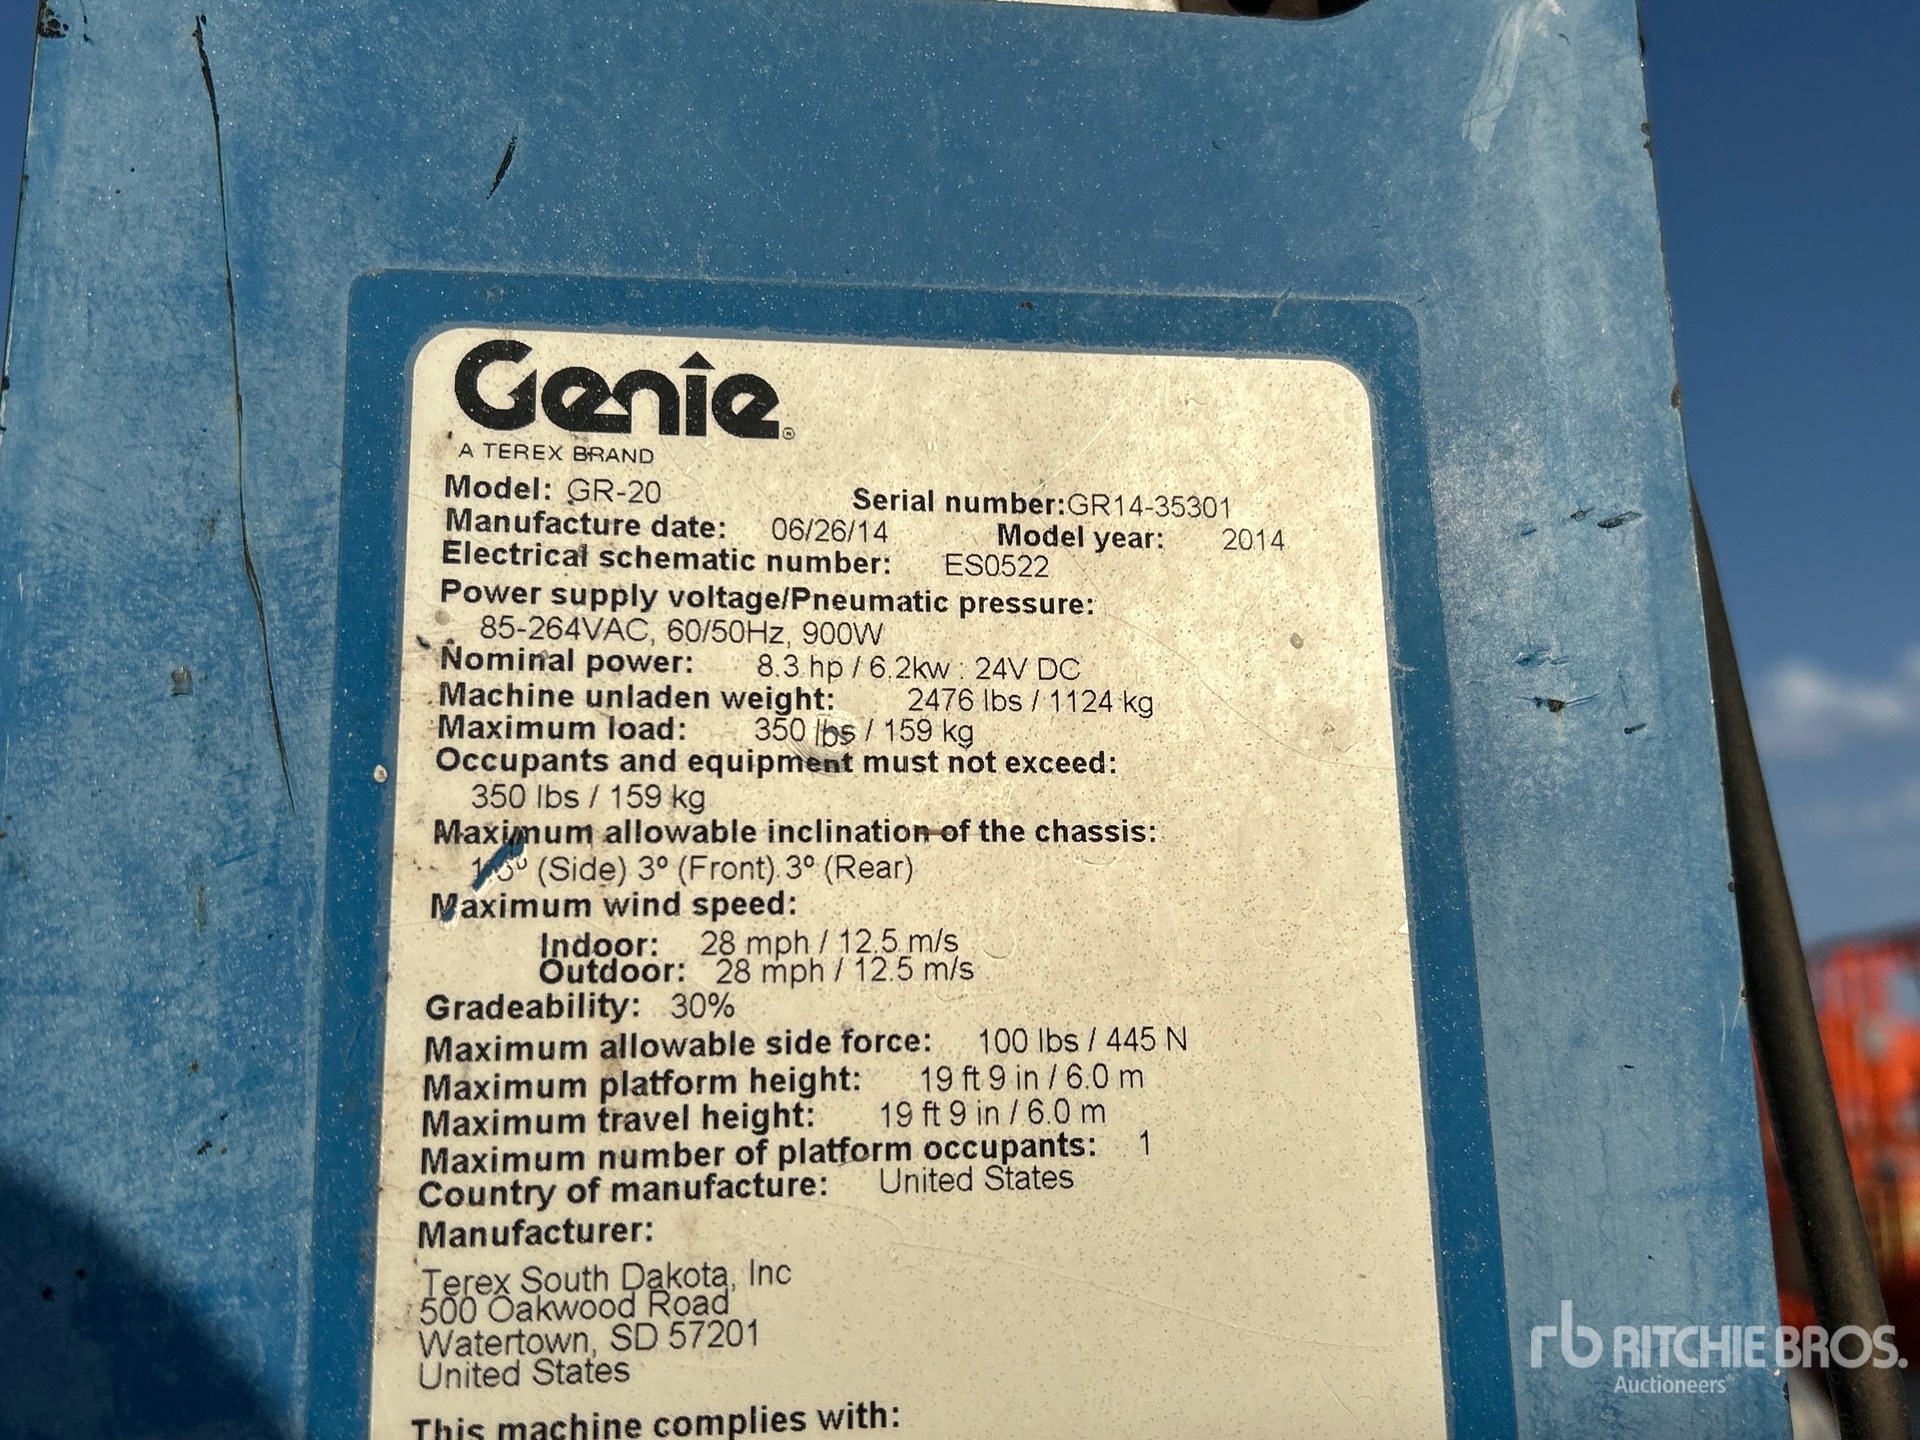 Genie®
A TEREX BRAND
Model: GR-20 Serial number:GR14-35301
Manufacture date: 06/26/14 Model year: 2014
Electrical schematic number: ES0522
Power supply voltage/Pneumatic pressure:
85-264VAC, 60/50Hz, 900W
Nominal power: 8.3 hp / 6.2kw : 24V DC
Machine unladen weight: 2476 lbs / 1124 kg
Maximum load: 350 lbs / 159 kg
Occupants and equipment must not exceed:
350 lbs / 159 kg
Maximum allowable inclination of the chassis:
(Side) 3º (Front) 3º (Rear)
Maximum wind speed:
Indoor: 28 mph / 12.5 m/s
Outdoor: 28 mph / 12.5 m/s
Gradeability: 30%
Maximum allowable side force: 100 lbs / 445 N
Maximum platform height: 19 ft 9 in / 6.0 m
Maximum travel height: 19 ft 9 in / 6.0 m
Maximum number of platform occupants: 1
Country of manufacture: United States
Manufacturer:
Terex South Dakota, Inc
500 Oakwood Road
Watertown, SD 57201
United States
This machine complies with:
rb RITCHIE BROS.
Auctioneers